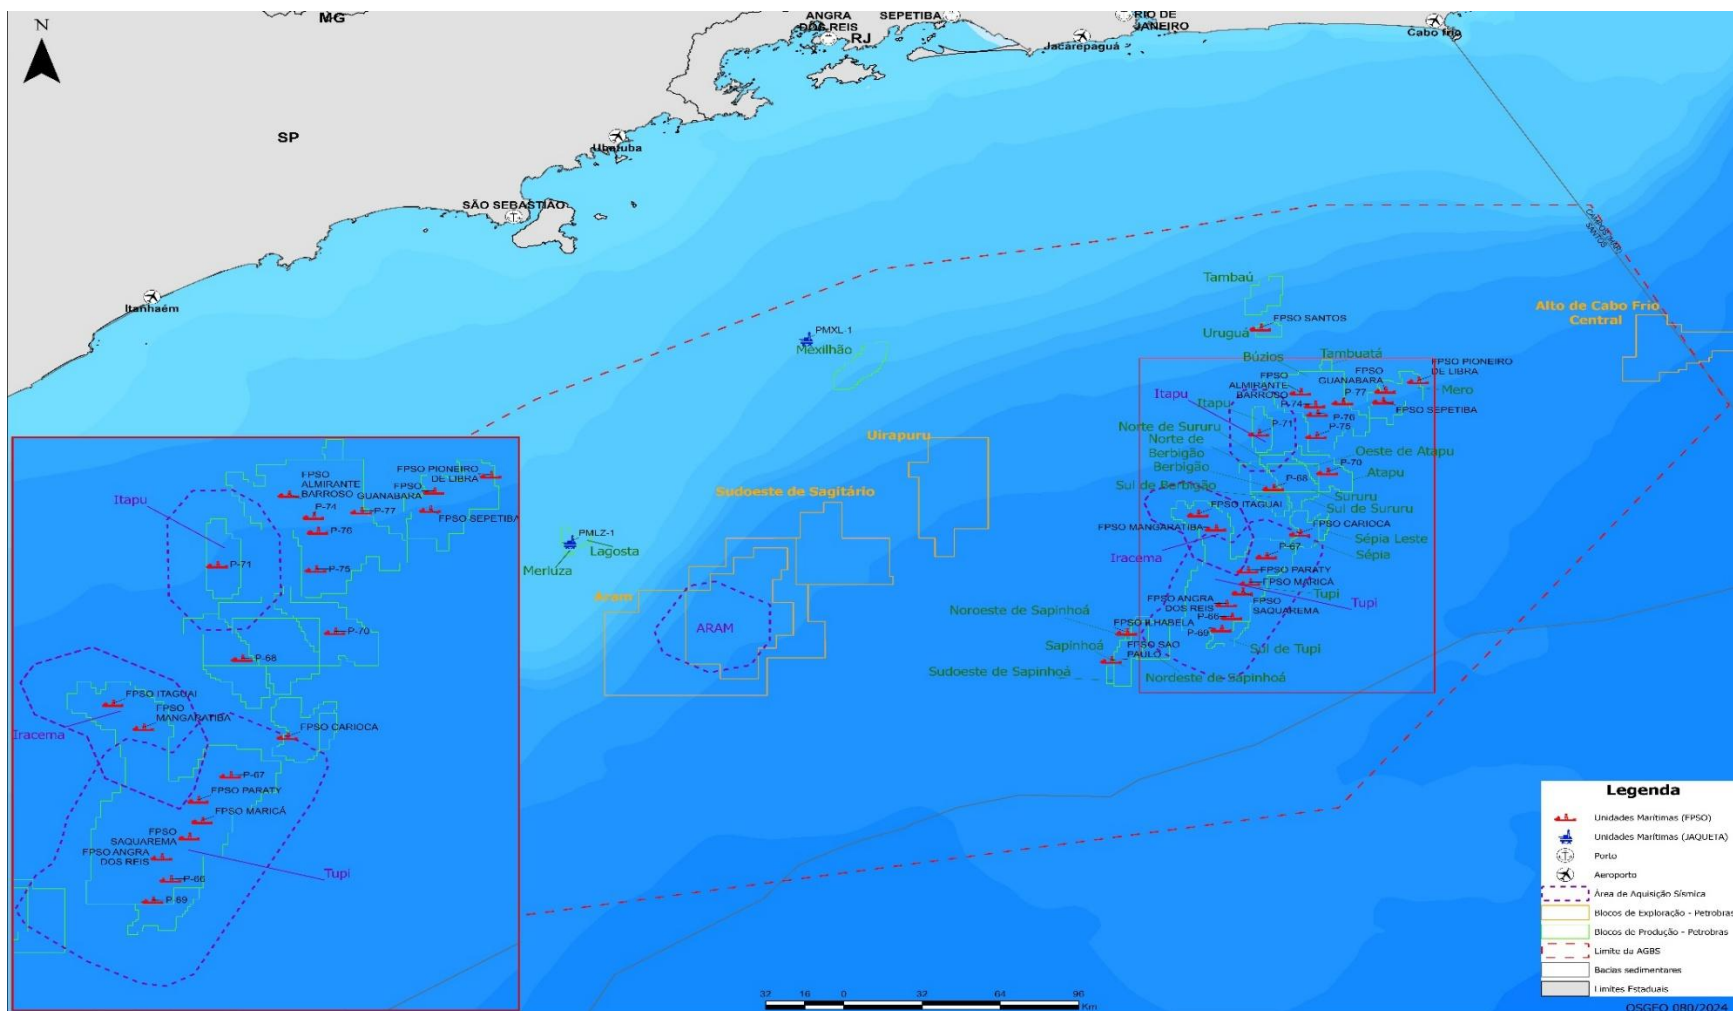 N
MG
ANGRA
DOS REIS
SEPETIBA
RIO DE
JANEIRO
RJ
Jacarepaguá
Cabo frio
SP
Ubatuba
SÃO SEBASTIÃO
Itanhaém
CAMPOS
SANTOS
Tambaú
FPSO SANTOS
Uruguá
Alto de Cabo Frio
Central
PMXL-1
Mexilhão
Búzios
Tambuatá
FPSO PIONEIRO
DE LIBRA
FPSO
GUANABARA
FPSO
ALMIRANTE
BARROSO
Mero
Itapu
P-77
P-74
FPSO SEPETIBA
Itapu
P-76
P-71
P-75
Norte de Sururu
Norte de
Berbigão
Oeste de Atapu
Berbigão
P-70
Atapu
P-68
Sul de Berbigão
Sururu
FPSO ITAGUAI
Sul de Sururu
FPSO CARIOCA
FPSO MANGARATIBA
Sépia Leste
Iracema
P-67
Sépia
FPSO PARATY
FPSO MARICÁ
Tupi
Tupi
FPSO ANGRA
DOS REIS
FPSO
SAQUAREMA
P-66
P-69
Sul de Tupi
Noroeste de Sapinhoá
FPSO ILHABELA
Sapinhoá
FPSO SAO
PAULO
Sudoeste de Sapinhoá
Nordeste de Sapinhoá
Uirapuru
Sudoeste de Sagitário
PMLZ-1
Lagosta
Merluza
Aram
ARAM
FPSO PIONEIRO
DE LIBRA
FPSO
ALMIRANTE
BARROSO
Itapu
GUANABARA
P-74
P-77
FPSO SEPETIBA
P-76
P-71
P-75
P-70
P-68
FPSO ITAGUAI
FPSO
MANGARATIBA
Iracema
FPSO CARIOCA
P-67
FPSO PARATY
FPSO MARICÁ
FPSO
SAQUAREMA
FPSO ANGRA
DOS REIS
Tupi
P-66
P-69
32 16 0 32 64 96
Km
Legenda
Unidades Marítimas (FPSO)
Unidades Marítimas (JAQUETA)
Porto
Aeroporto
Área de Aquisição Sísmica
Blocos de Exploração - Petrobras
Blocos de Produção - Petrobras
Limite da AGBS
Bacias sedimentares
Limites Estaduais
OSGEO 080/2024